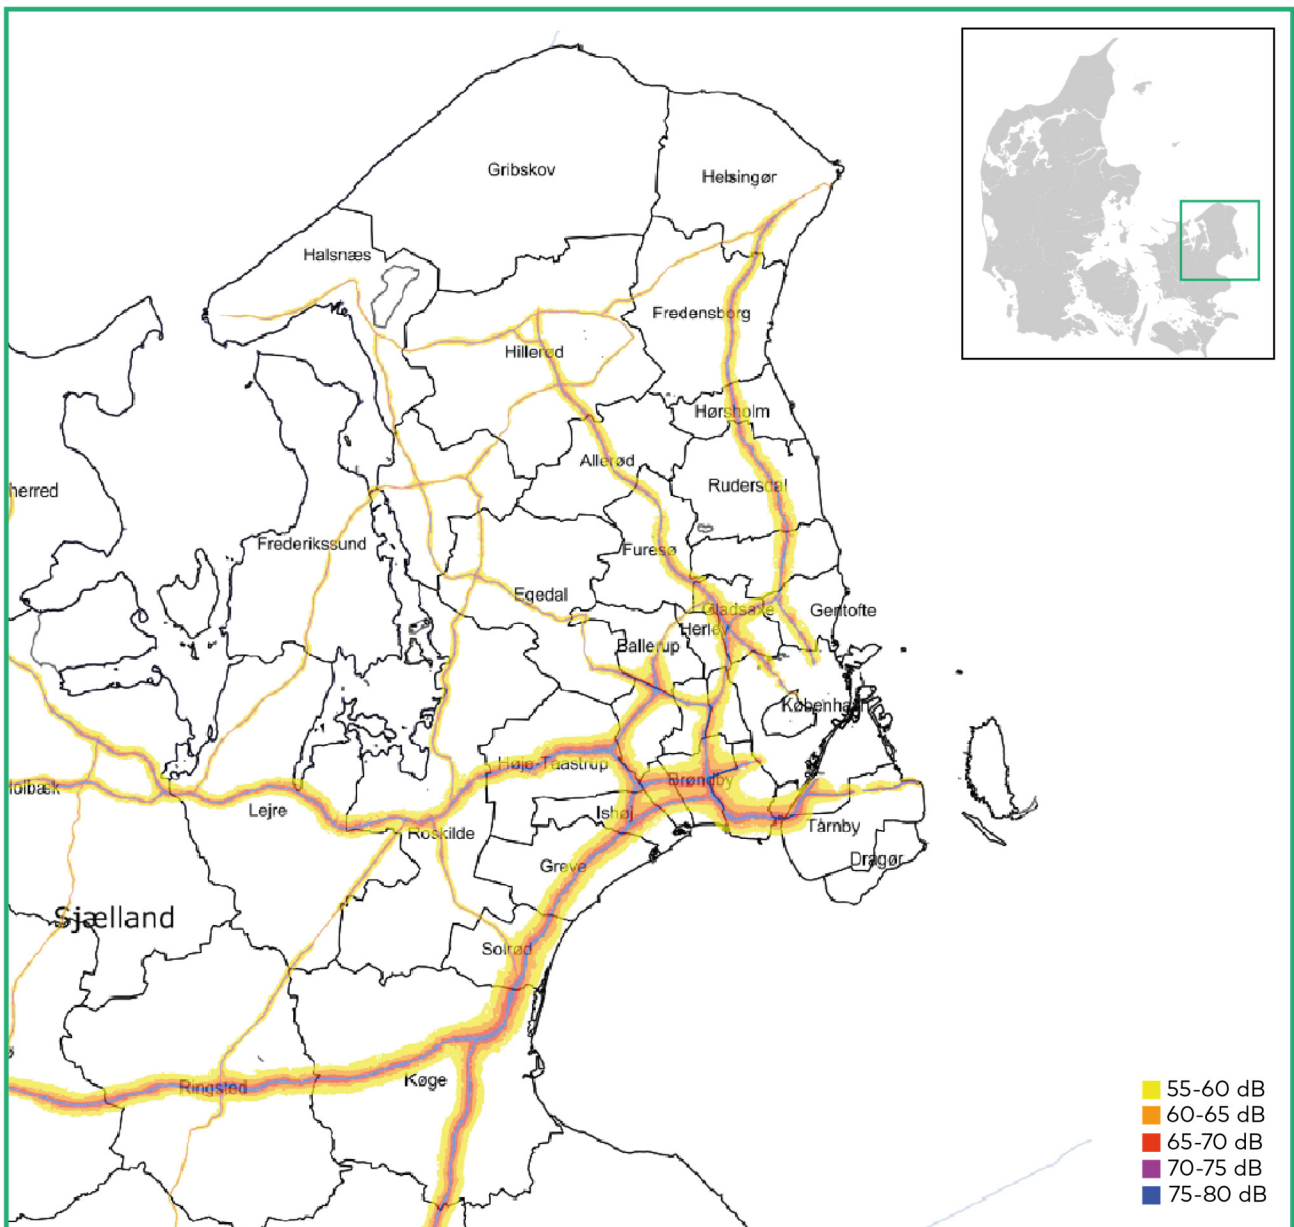 Gribskov
Helsingør
Halsnæs
Fredensborg
Hillerød
Hørsholm
Allerød
herred
Rudersdal
Frederikssund
Furesø
Egedal
Gladsaxe
Gentofte
Herlev
Ballerup
København
Høje-Taastrup
Brøndby
Holbæk
Lejre
Ishøj
Roskilde
Tårnby
Greve
Dragør
Sjælland
Solrød
ø
Køge
Ringsted
55-60 dB
60-65 dB
65-70 dB
70-75 dB
75-80 dB